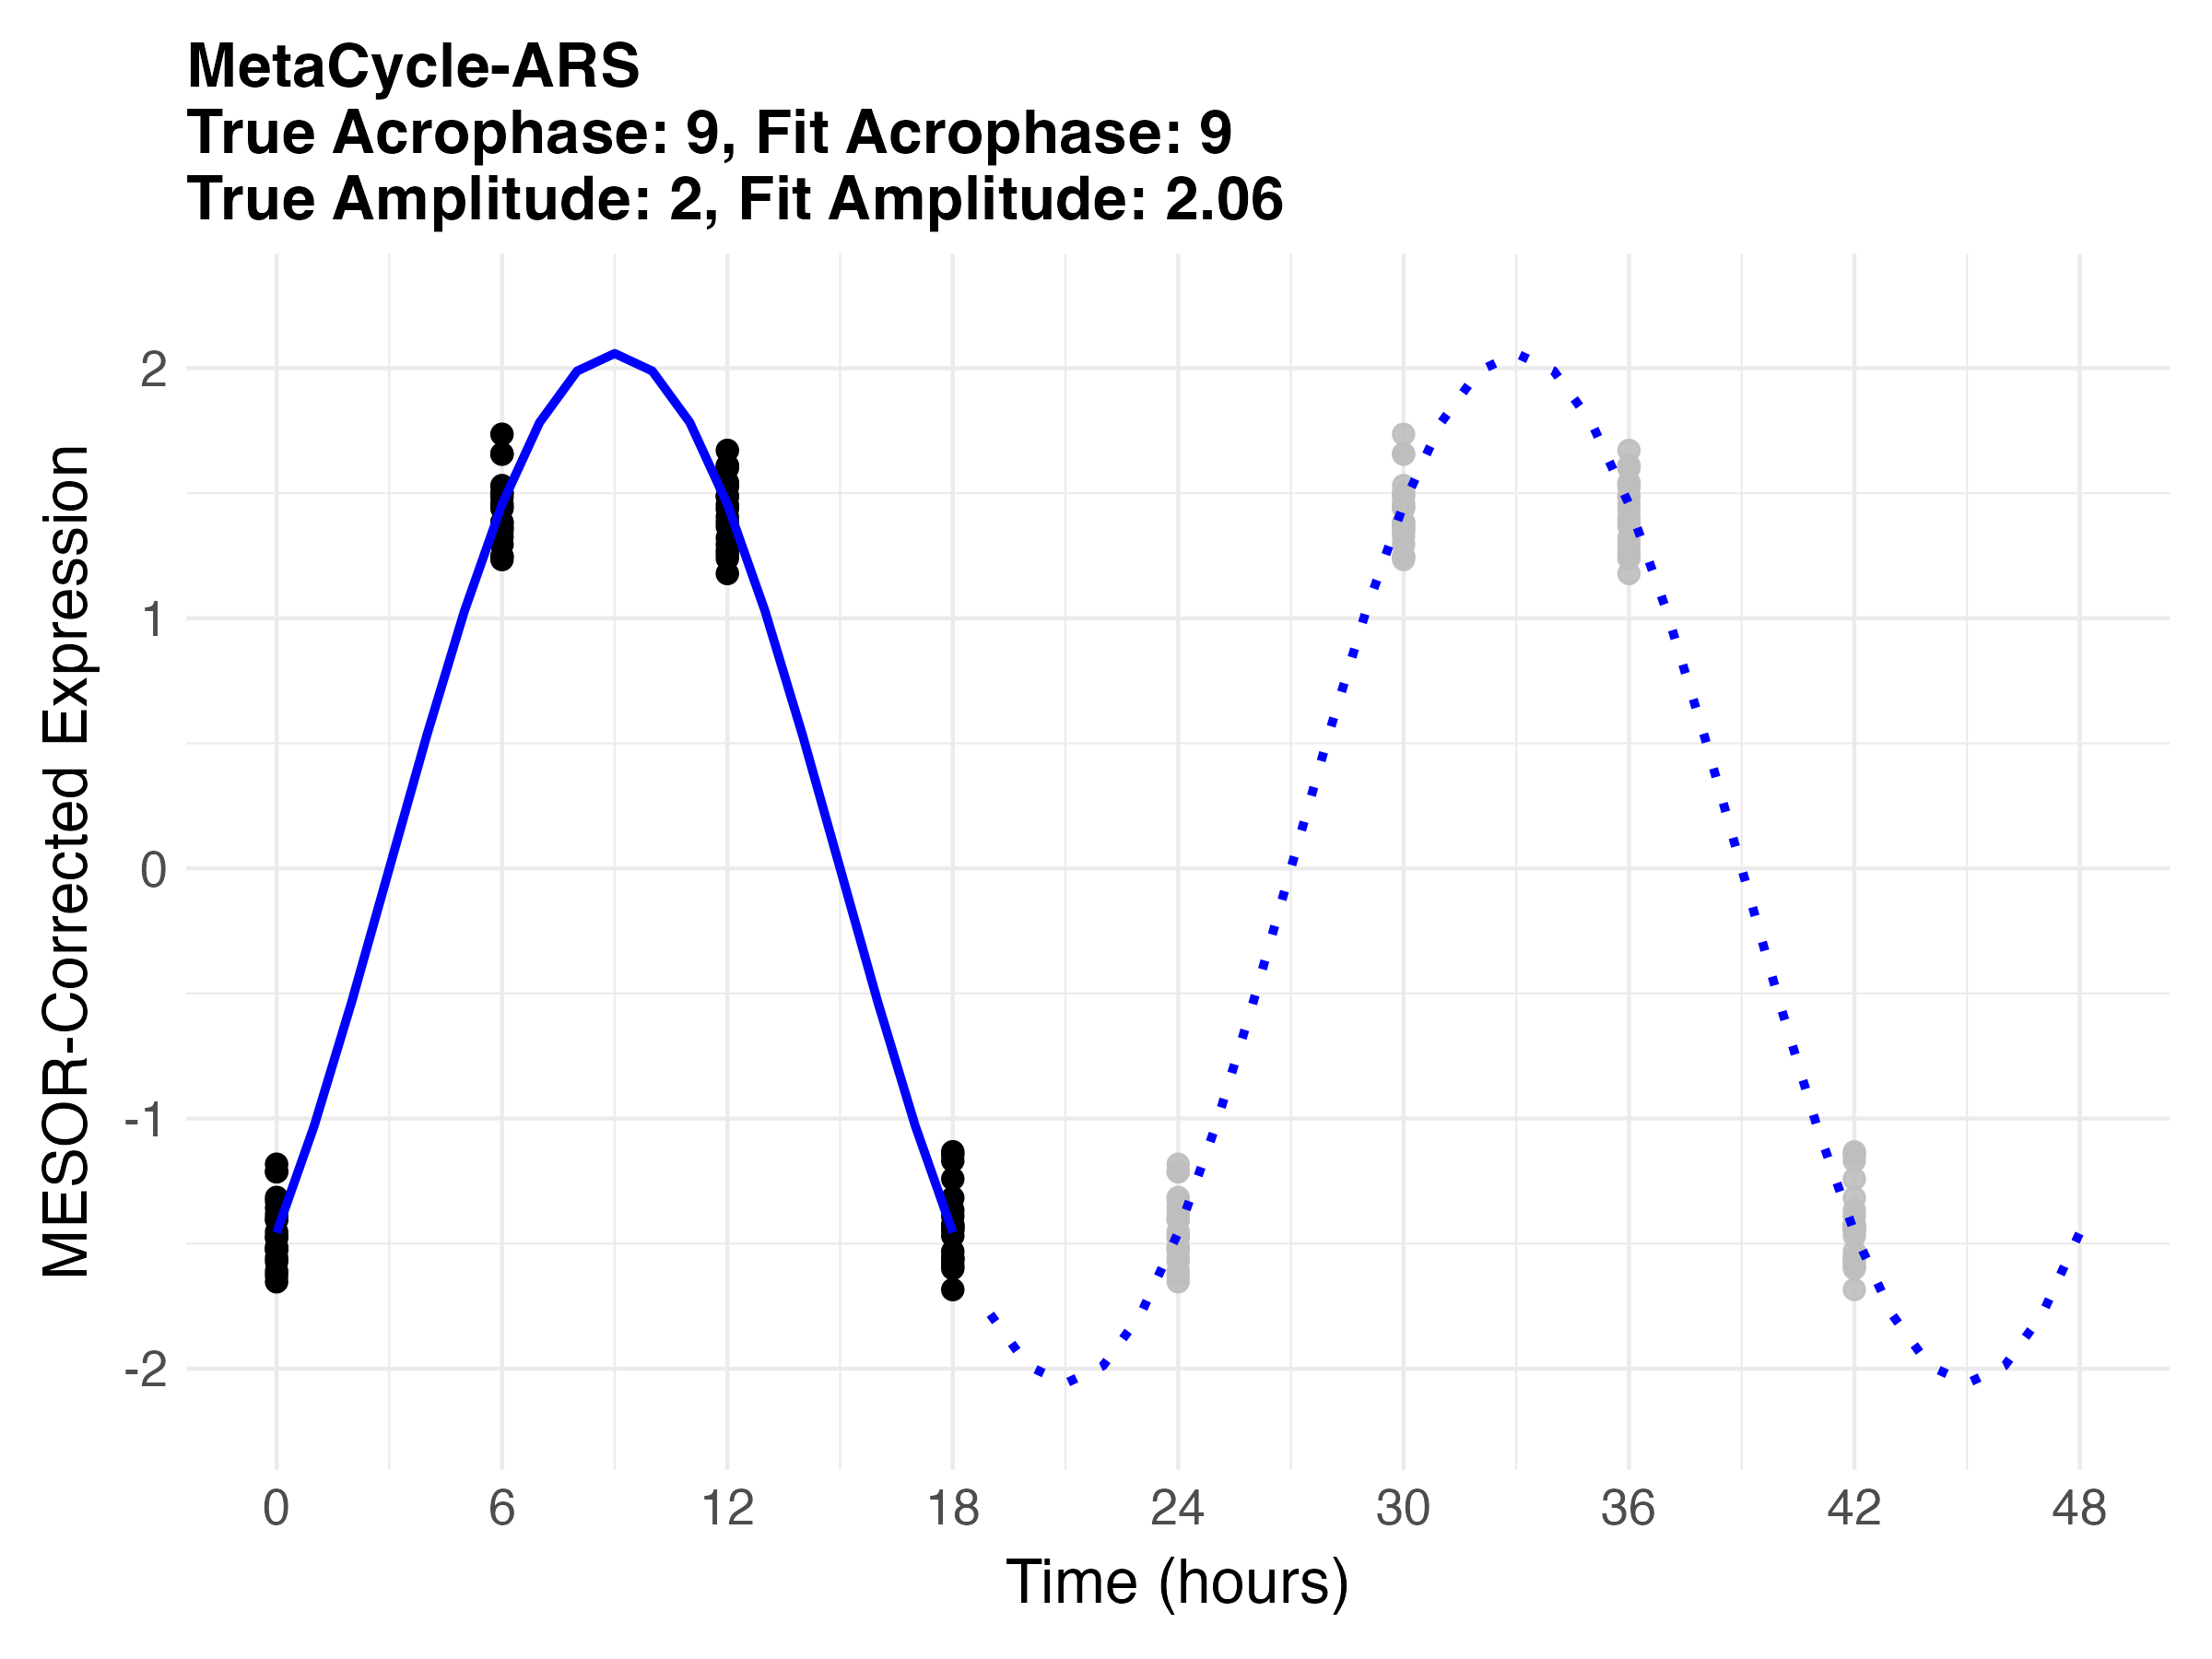 MetaCycle-ARS
True Acrophase: 9, Fit Acrophase: 9
True Amplitude: 2, Fit Amplitude: 2.06
MESOR-Corrected Expression
2
1
0
-1
-2
0 6 12 18 24 30 36 42 48
Time (hours)